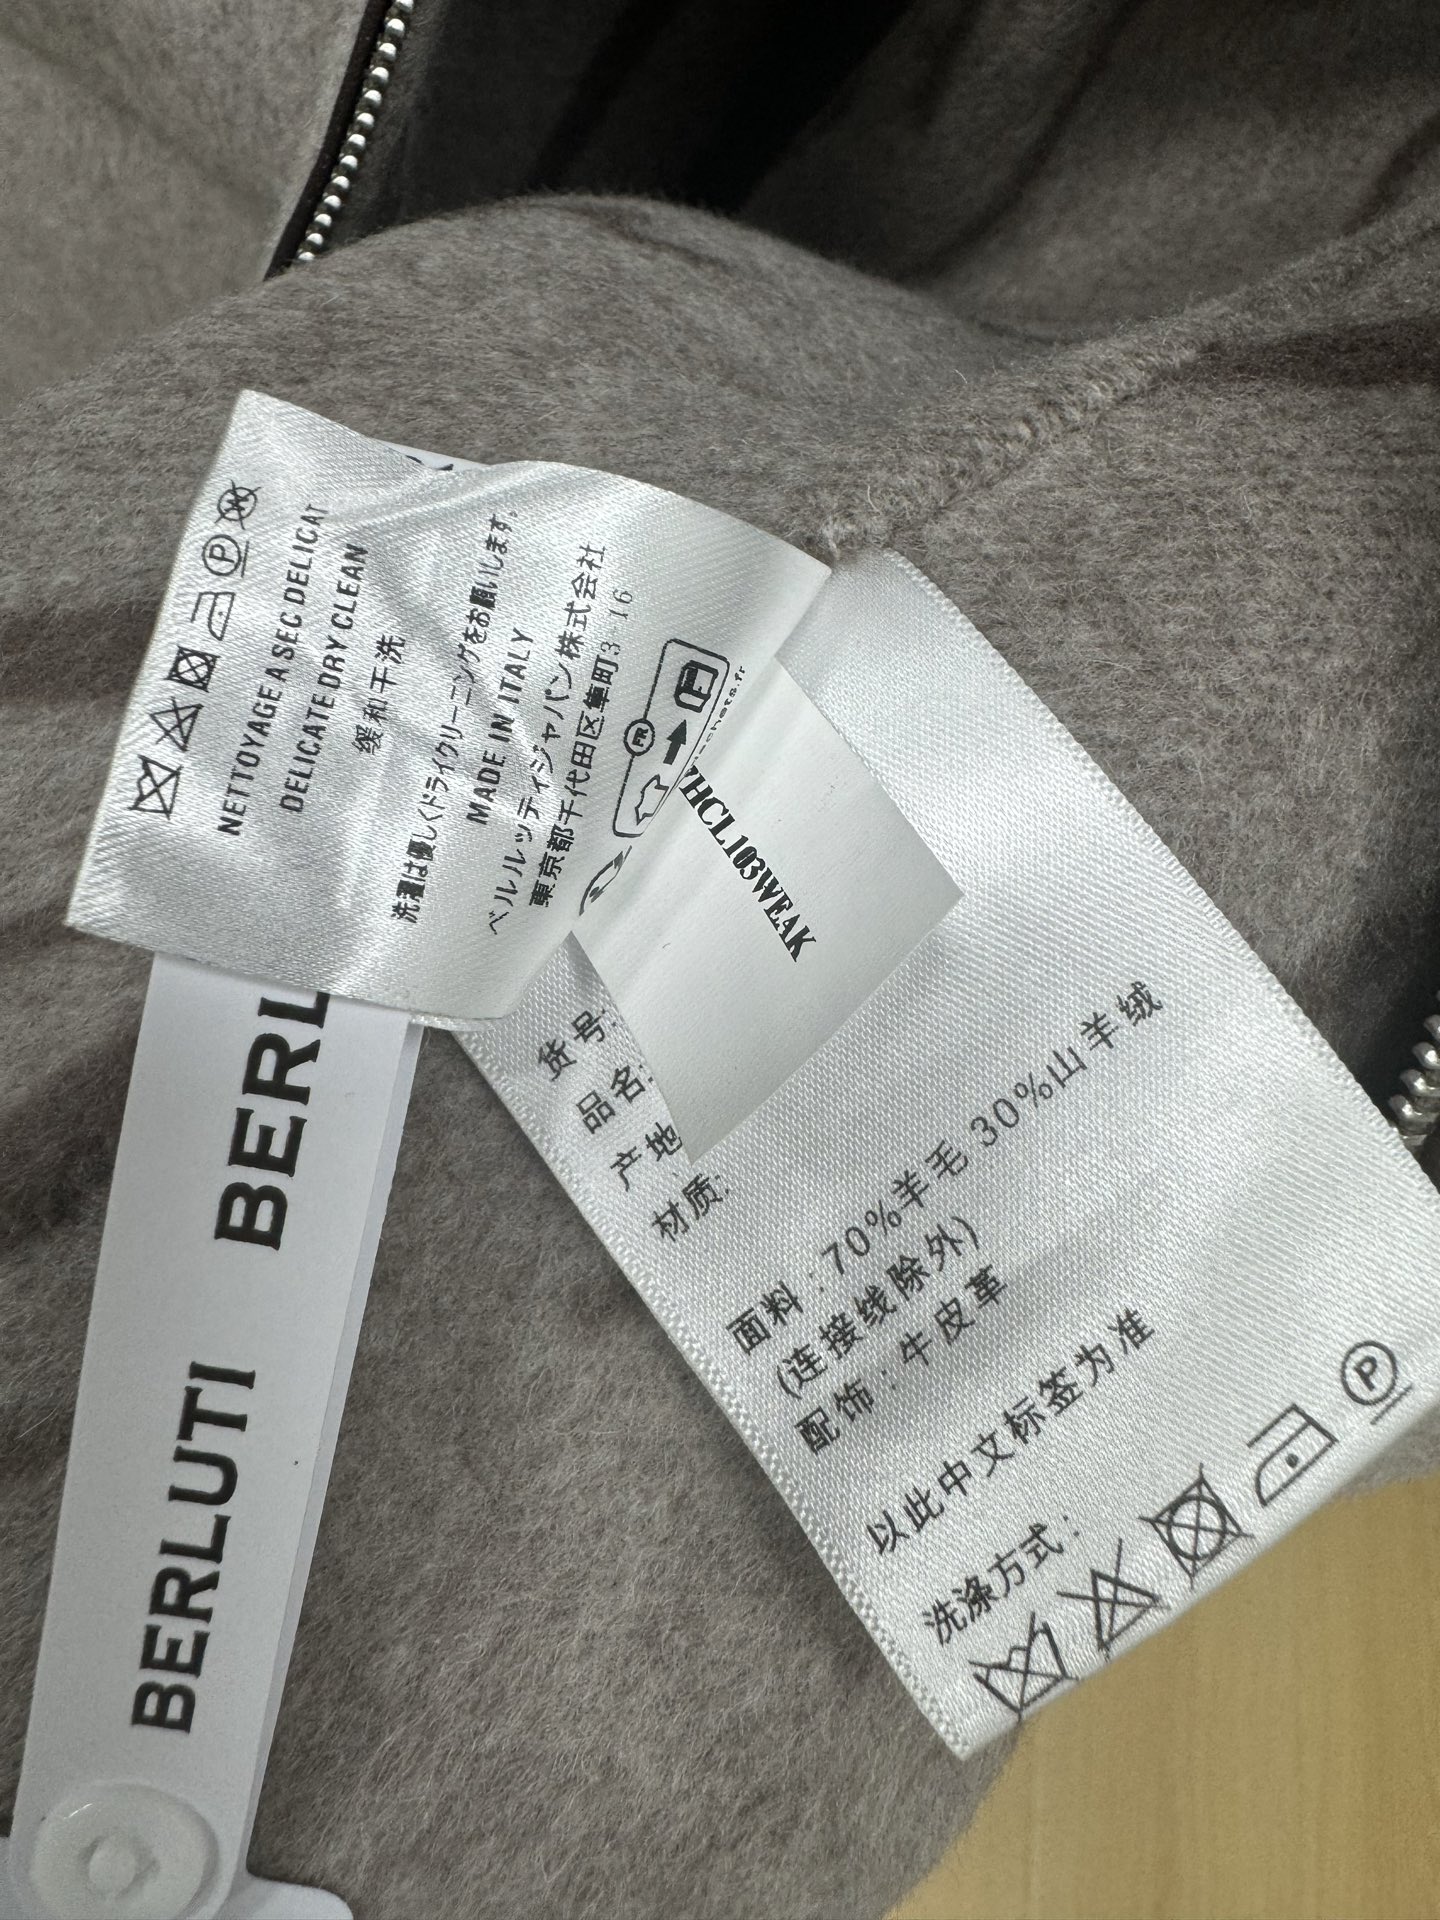 NETTOYAGE A SEC DELICAT
DELICATE DRY CLEAN
缓和干洗
洗濯は優しくドライクリーニングをお願いします。
MADE IN ITALY
ベルルッティジャパン株式会社
東京都千代田区隼町3 16
FR
HCL103WEAK
货号:
品名:
产地
材质:
面料：70%羊毛 30%山羊绒
(连接线除外)
配饰：牛皮革
以此中文标签为准
洗涤方式：
P
P
W
BERL
BERLUTI